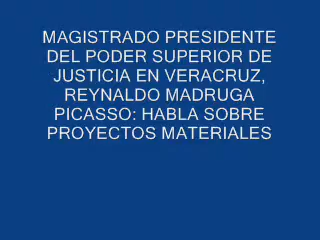 MAGISTRADO PRESIDENTE
DEL PODER SUPERIOR DE
JUSTICIA EN VERACRUZ,
REYNALDO MADRUGA
PICASSO: HABLA SOBRE
PROYECTOS MATERIALES